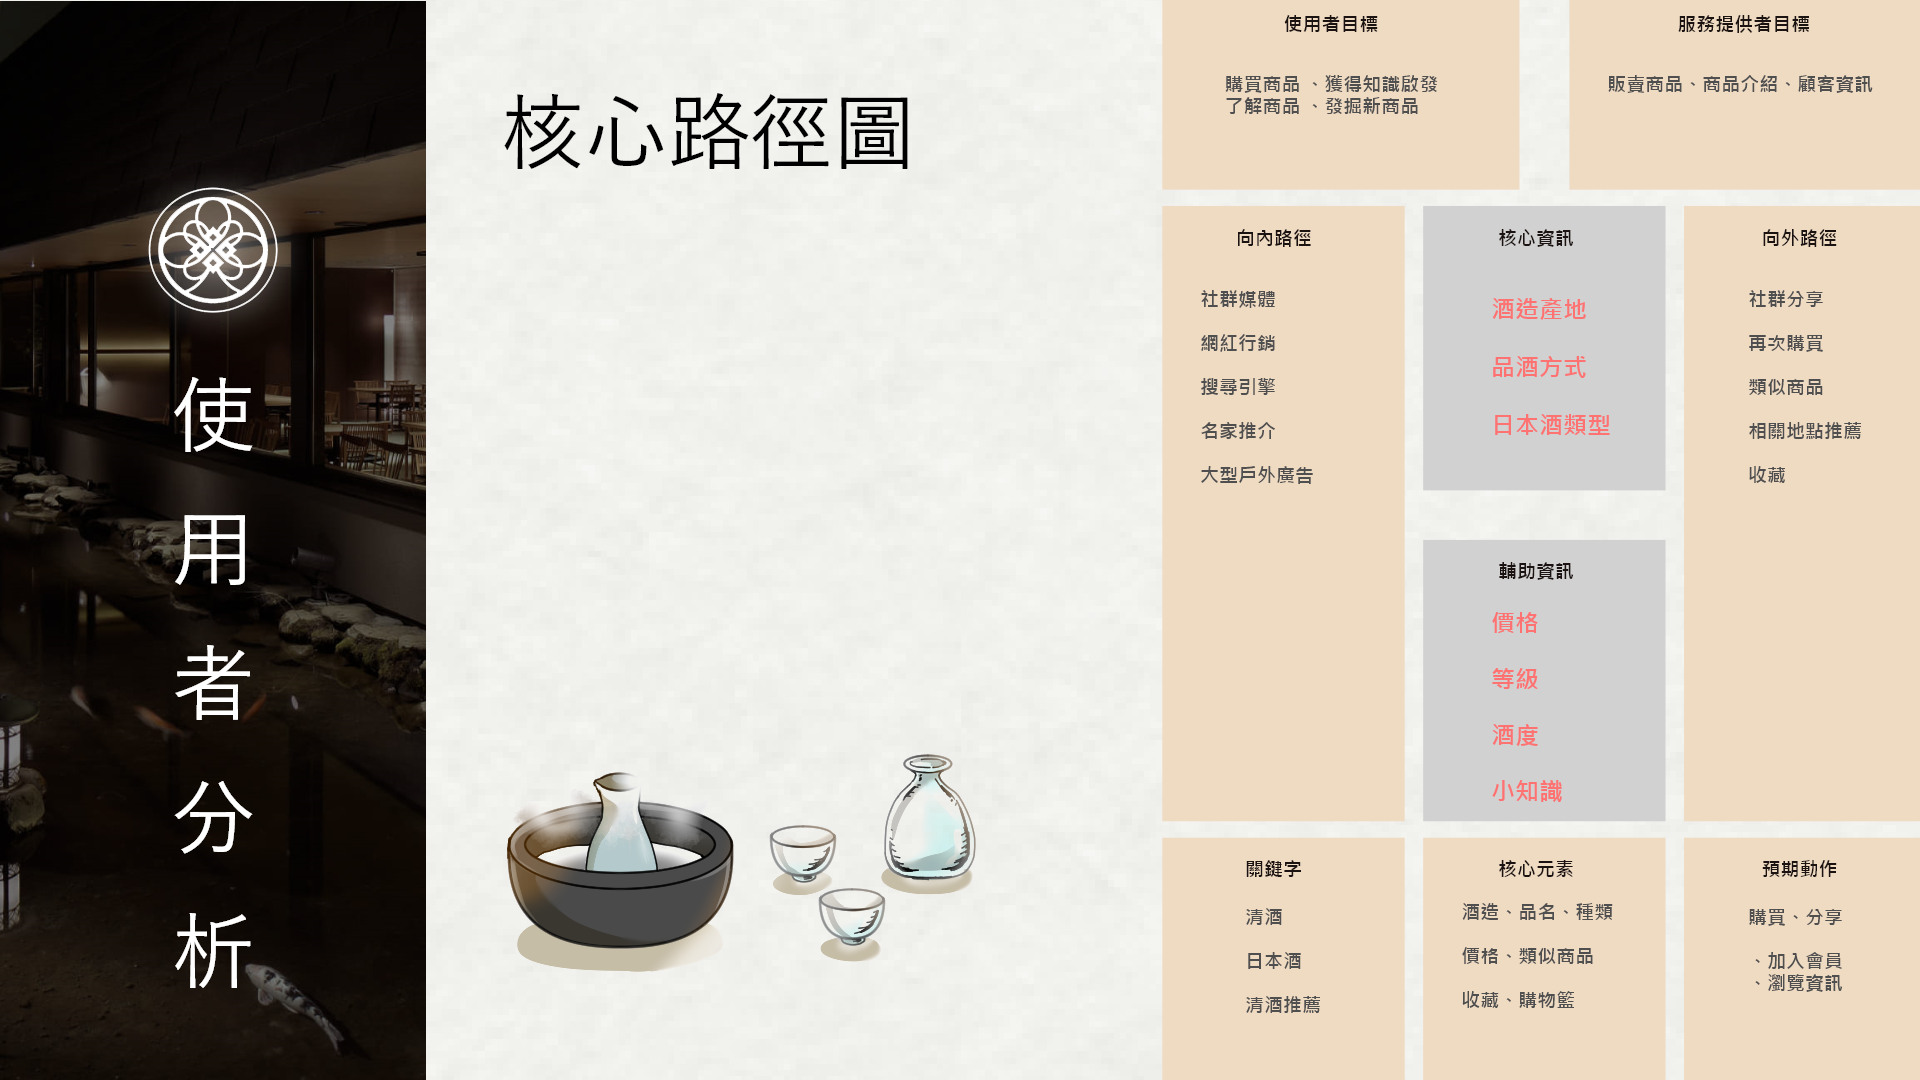 使用者分析
核心路徑圖
使用者目標
購買商品 、獲得知識啟發
了解商品 、發掘新商品
服務提供者目標
販賣商品、商品介紹、顧客資訊
向內路徑
社群媒體
網紅行銷
搜尋引擎
名家推介
大型戶外廣告
核心資訊
酒造產地
品酒方式
日本酒類型
輔助資訊
價格
等級
酒度
小知識
向外路徑
社群分享
再次購買
類似商品
相關地點推薦
收藏
關鍵字
清酒
日本酒
清酒推薦
核心元素
酒造、品名、種類
價格、類似商品
收藏、購物籃
預期動作
購買、分享
、加入會員
、瀏覽資訊